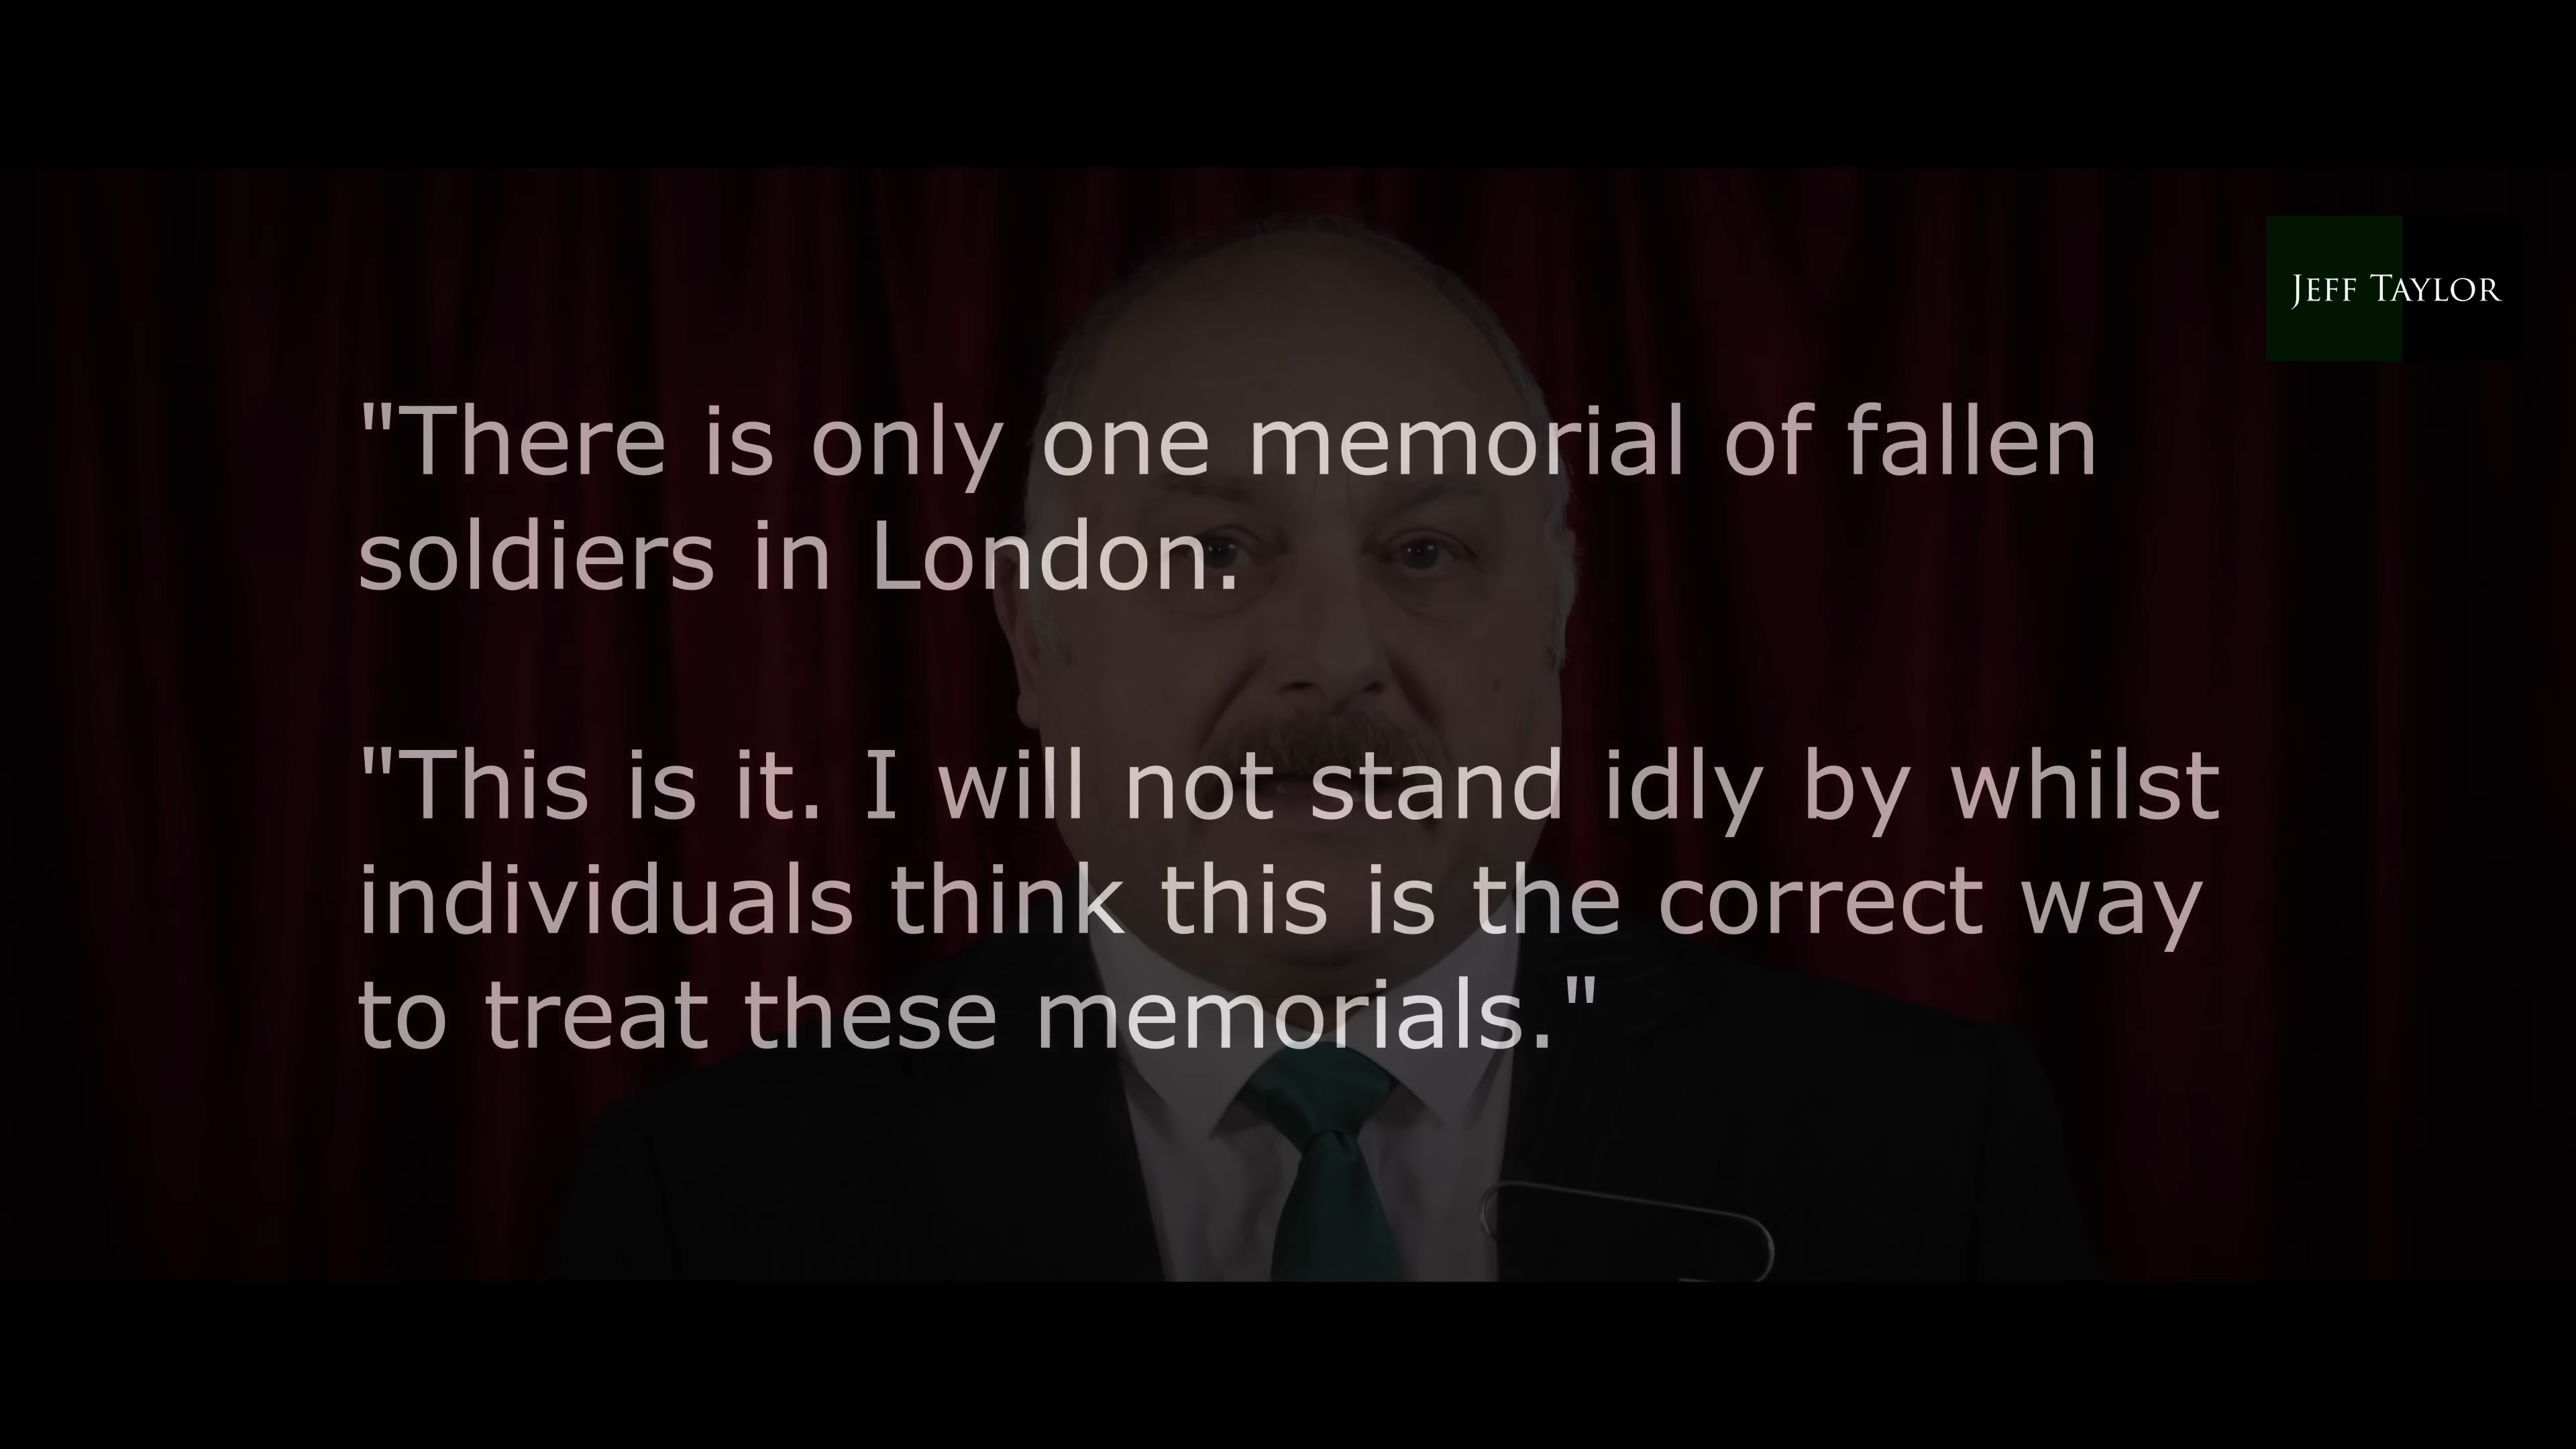 JEFF TAYLOR
"There is only one memorial of fallen
soldiers in London.
"This is it. I will not stand idly by whilst
individuals think this is the correct way
to treat these memorials."